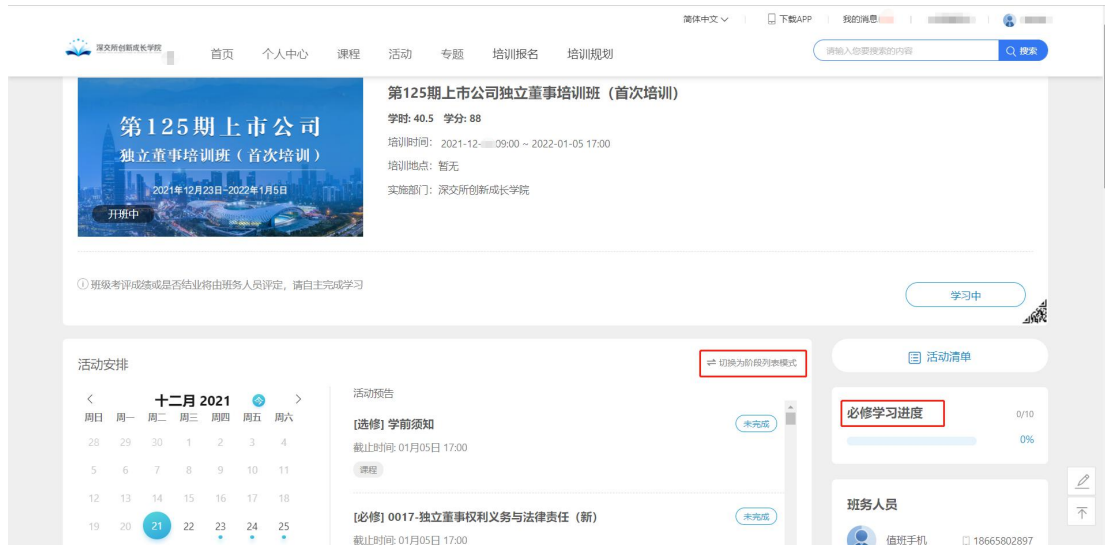 简体中文 下载APP 我的消息
深交所创新成长学院 首页 个人中心 课程 活动 专题 培训报名 培训规划 请输入您要搜索的内容 搜索
第125期上市公司
独立董事培训班（首次培训）
2021年12月23日-2022年1月5日
开班中
第125期上市公司独立董事培训班（首次培训）
学时: 40.5 学分: 88
培训时间: 2021-12- 09:00 ~ 2022-01-05 17:00
培训地点: 暂无
实施部门: 深交所创新成长学院
班级考评成绩或是否结业将由班务人员评定，请自主完成学习
学习中
活动安排
切换为阶段列表模式
十二月 2021
周日 周一 周二 周三 周四 周五 周六
28 29 30 1 2 3 4
5 6 7 8 9 10 11
12 13 14 15 16 17 18
19 20 21 22 23 24 25
活动预告
[选修] 学前须知 未完成
截止时间: 01月05日 17:00
课程
[必修] 0017-独立董事权利义务与法律责任（新） 未完成
截止时间: 01月05日 17:00
活动清单
必修学习进度 0/10
0%
班务人员
值班手机 18665802897